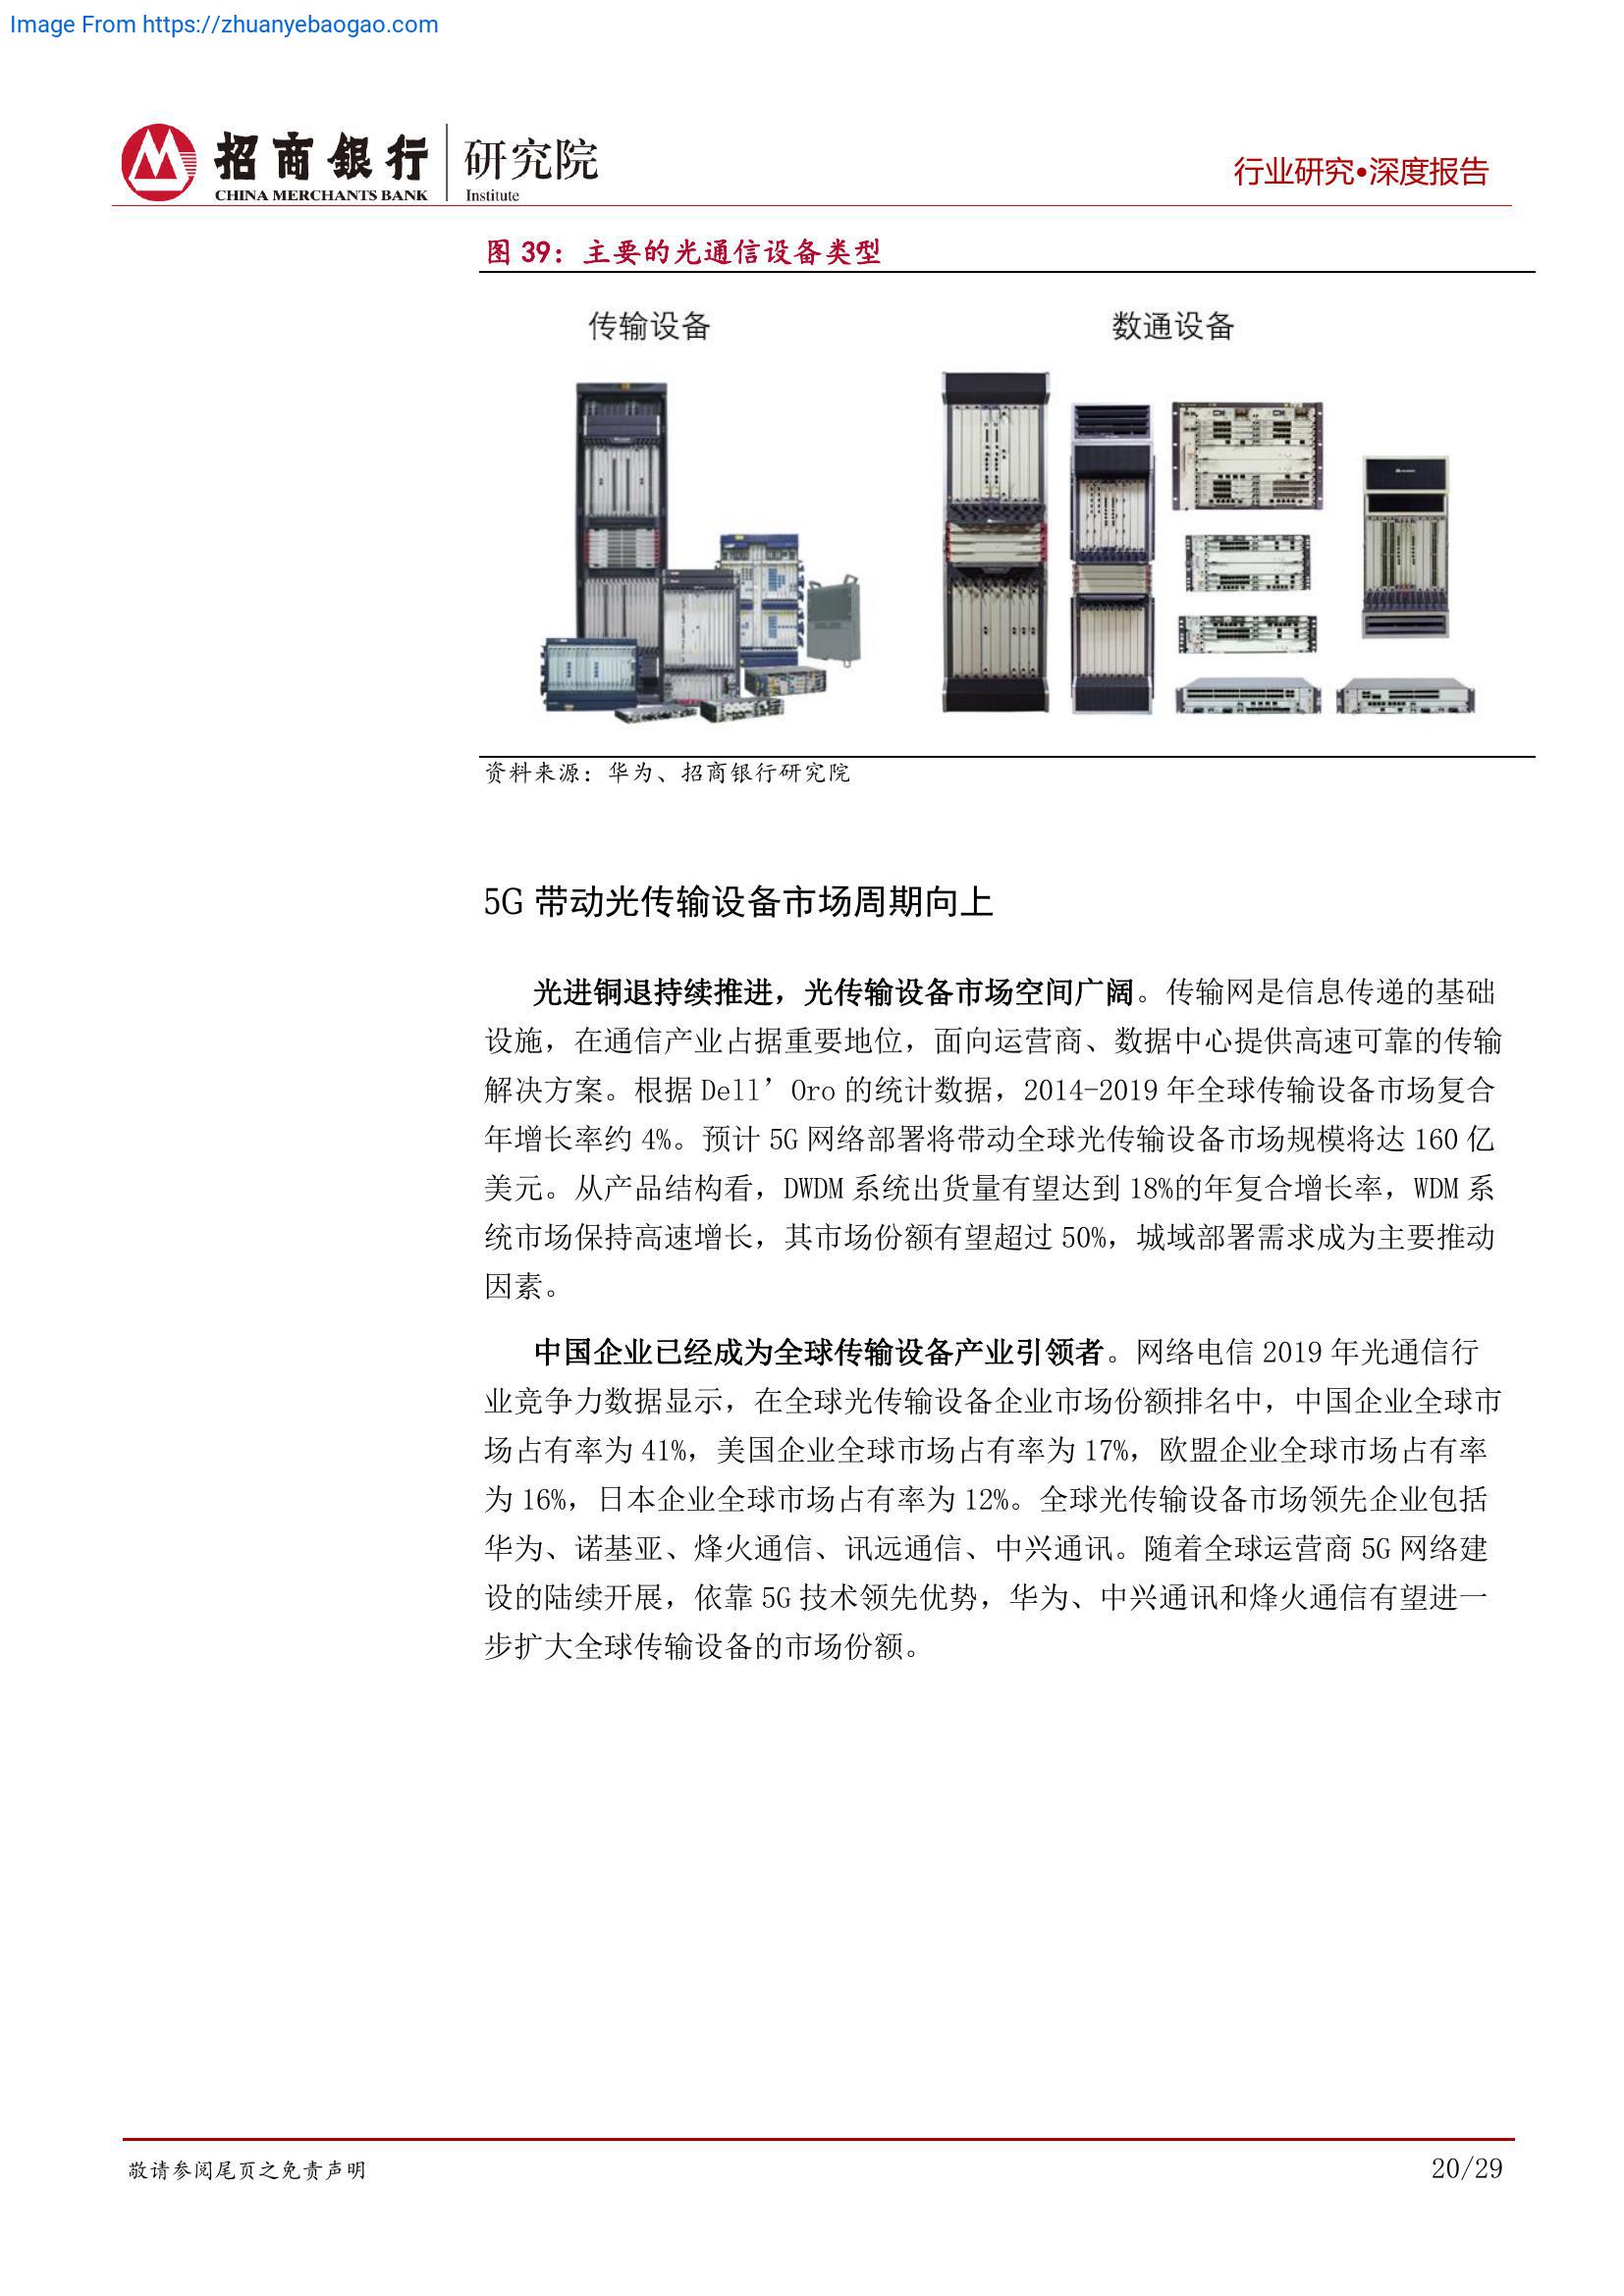 Image From https://zhuanyebaogao.com
招商銀行 研究院
CHINA MERCHANTS BANK Institute
行业研究•深度报告
图 39：主要的光通信设备类型
传输设备 数通设备
资料来源：华为、招商银行研究院
5G 带动光传输设备市场周期向上
光进铜退持续推进，光传输设备市场空间广阔。传输网是信息传递的基础
设施，在通信产业占据重要地位，面向运营商、数据中心提供高速可靠的传输
解决方案。根据 Dell’Oro 的统计数据，2014-2019 年全球传输设备市场复合
年增长率约 4%。预计 5G 网络部署将带动全球光传输设备市场规模将达 160 亿
美元。从产品结构看，DWDM 系统出货量有望达到 18%的年复合增长率，WDM 系
统市场保持高速增长，其市场份额有望超过 50%，城域部署需求成为主要推动
因素。
中国企业已经成为全球传输设备产业引领者。网络电信 2019 年光通信行
业竞争力数据显示，在全球光传输设备企业市场份额排名中，中国企业全球市
场占有率为 41%，美国企业全球市场占有率为 17%，欧盟企业全球市场占有率
为 16%，日本企业全球市场占有率为 12%。全球光传输设备市场领先企业包括
华为、诺基亚、烽火通信、讯远通信、中兴通讯。随着全球运营商 5G 网络建
设的陆续开展，依靠 5G 技术领先优势，华为、中兴通讯和烽火通信有望进一
步扩大全球传输设备的市场份额。
敬请参阅尾页之免责声明
20/29